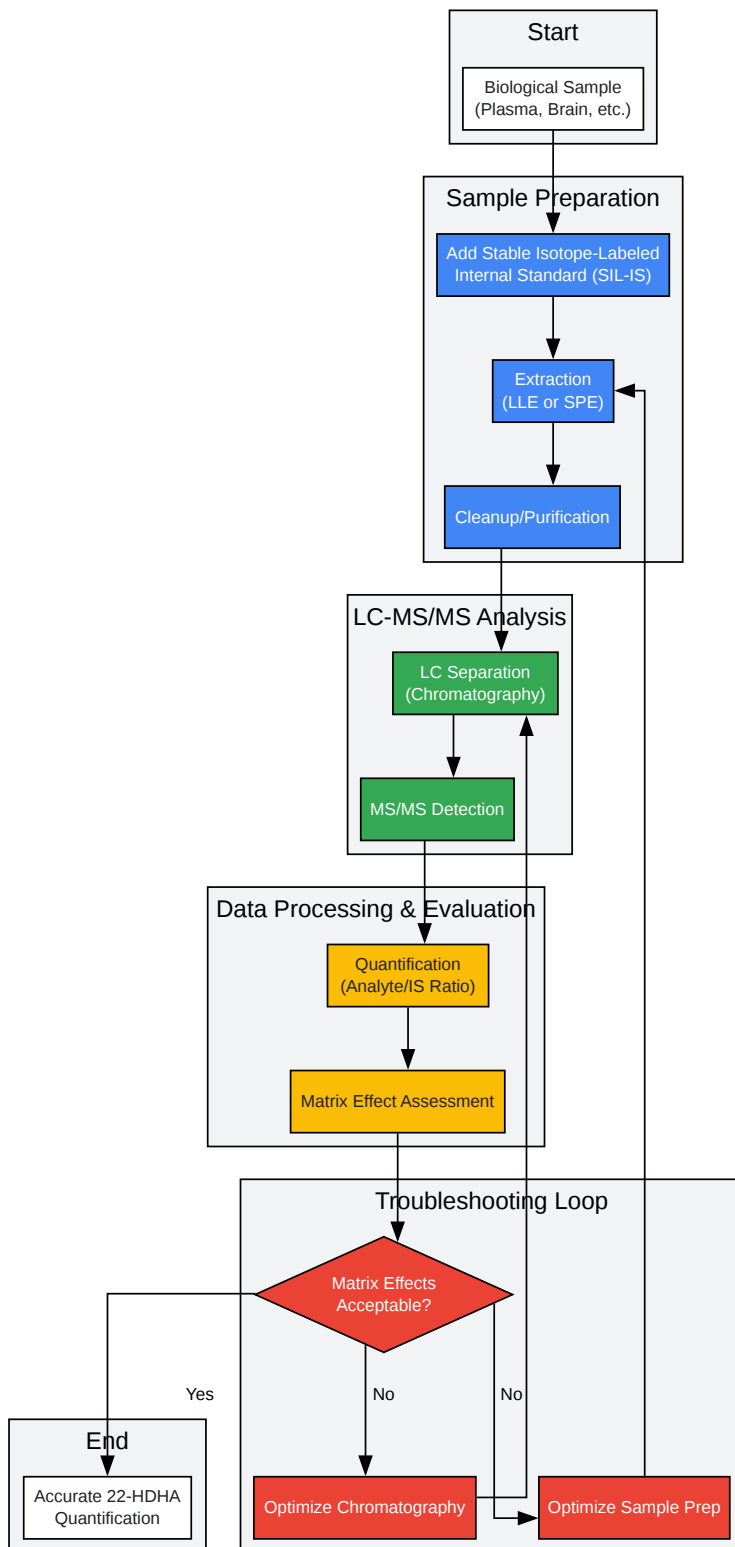 Start
Biological Sample
(Plasma, Brain, etc.)
Sample Preparation
Add Stable Isotope-Labeled
Internal Standard (SIL-IS)
Extraction
(LLE or SPE)
Cleanup/Purification
LC-MS/MS Analysis
LC Separation
(Chromatography)
MS/MS Detection
Data Processing & Evaluation
Quantification
(Analyte/IS Ratio)
Matrix Effect Assessment
Troubleshooting Loop
Matrix Effects
Acceptable?
Yes
No
No
End
Accurate 22-HDHA
Quantification
Optimize Chromatography
Optimize Sample Prep